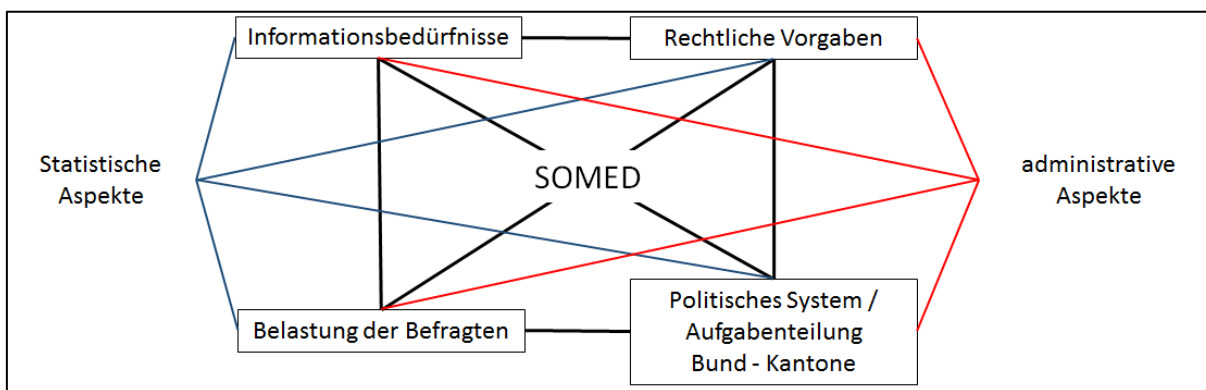 Informationsbedürfnisse
Rechtliche Vorgaben
Statistische
Aspekte
SOMED
administrative
Aspekte
Belastung der Befragten
Politisches System /
Aufgabenteilung
Bund - Kantone